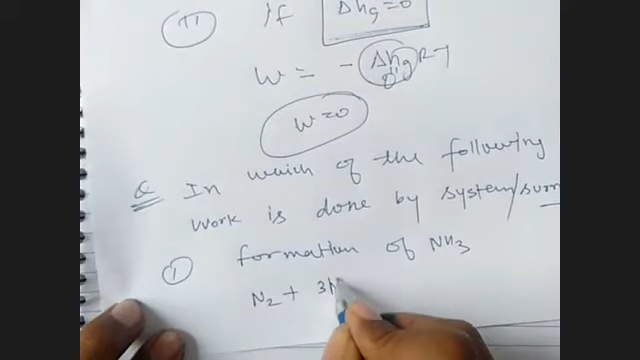 II If Δng=0
W = - Δng RT
0
W=0
Q In which of the following
work is done by system/surr
① formation of NH3
N2 + 3